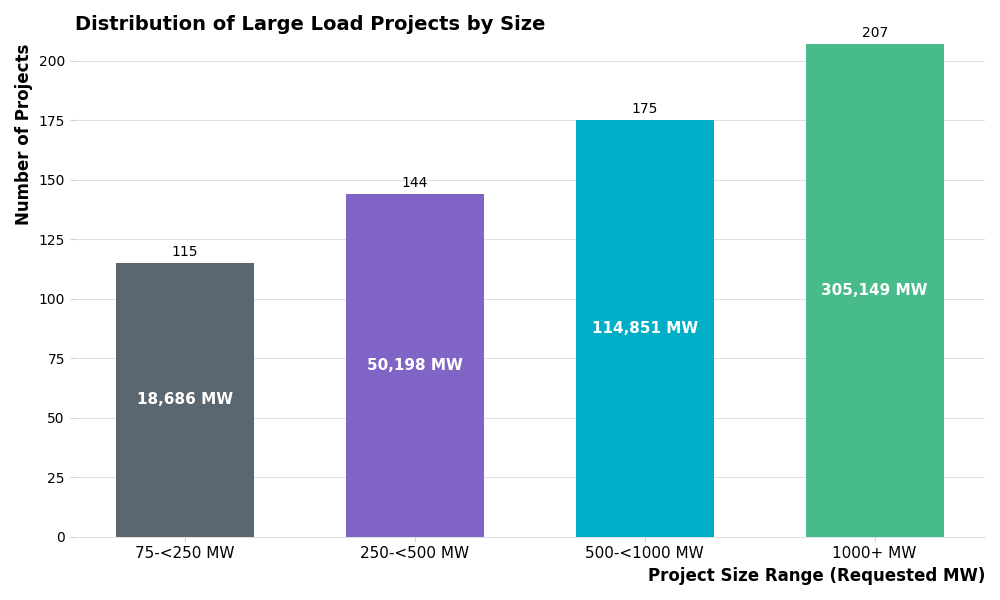 Distribution of Large Load Projects by Size
Number of Projects
200
175
150
125
100
75
50
25
0
115
144
175
207
18,686 MW
50,198 MW
114,851 MW
305,149 MW
75-<250 MW
250-<500 MW
500-<1000 MW
1000+ MW
Project Size Range (Requested MW)